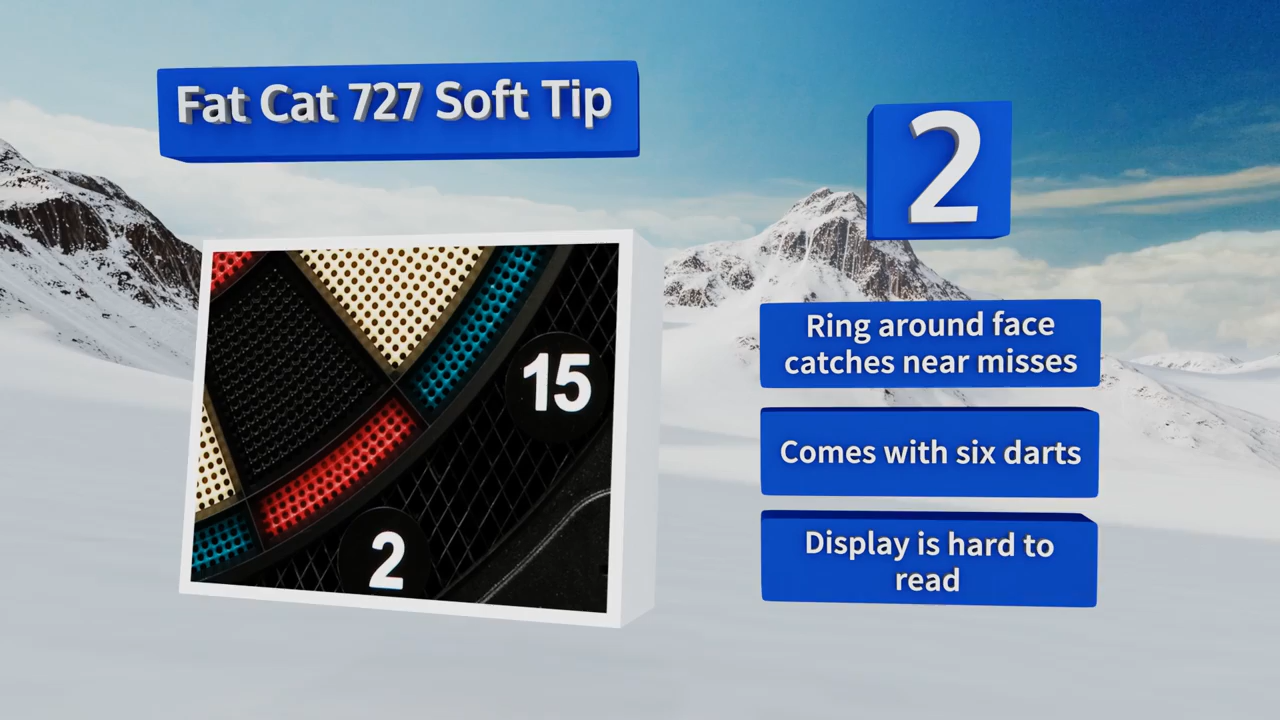 Fat Cat 727 Soft Tip
2
15
2
Ring around face
catches near misses
Comes with six darts
Display is hard to
read